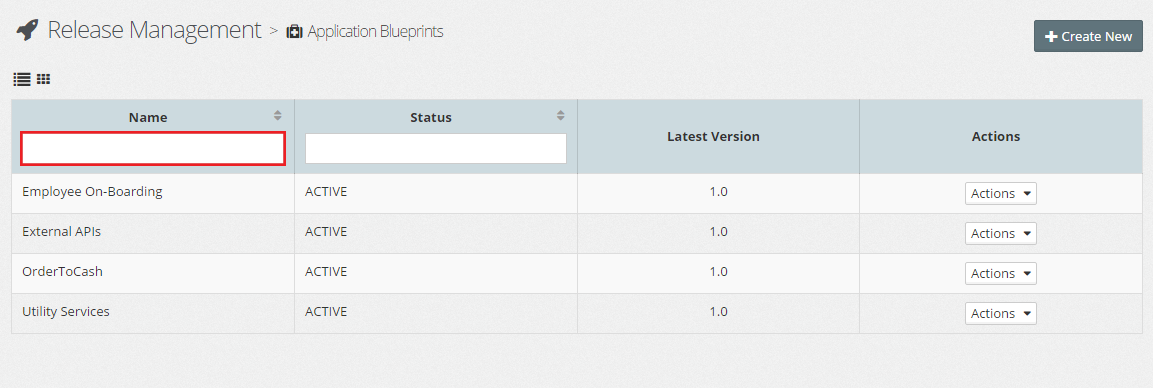 Release Management > Application Blueprints
Create New
Name Status Latest Version Actions
Employee On-Boarding ACTIVE 1.0 Actions
External APIs ACTIVE 1.0 Actions
OrderToCash ACTIVE 1.0 Actions
Utility Services ACTIVE 1.0 Actions